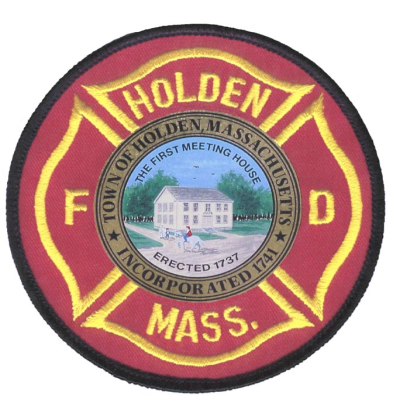 HOLDEN
TOWN OF HOLDEN, MASSACHUSETTS
THE FIRST MEETING HOUSE
F D
ERECTED 1737
★ INCORPORATED 1741 ★
MASS.